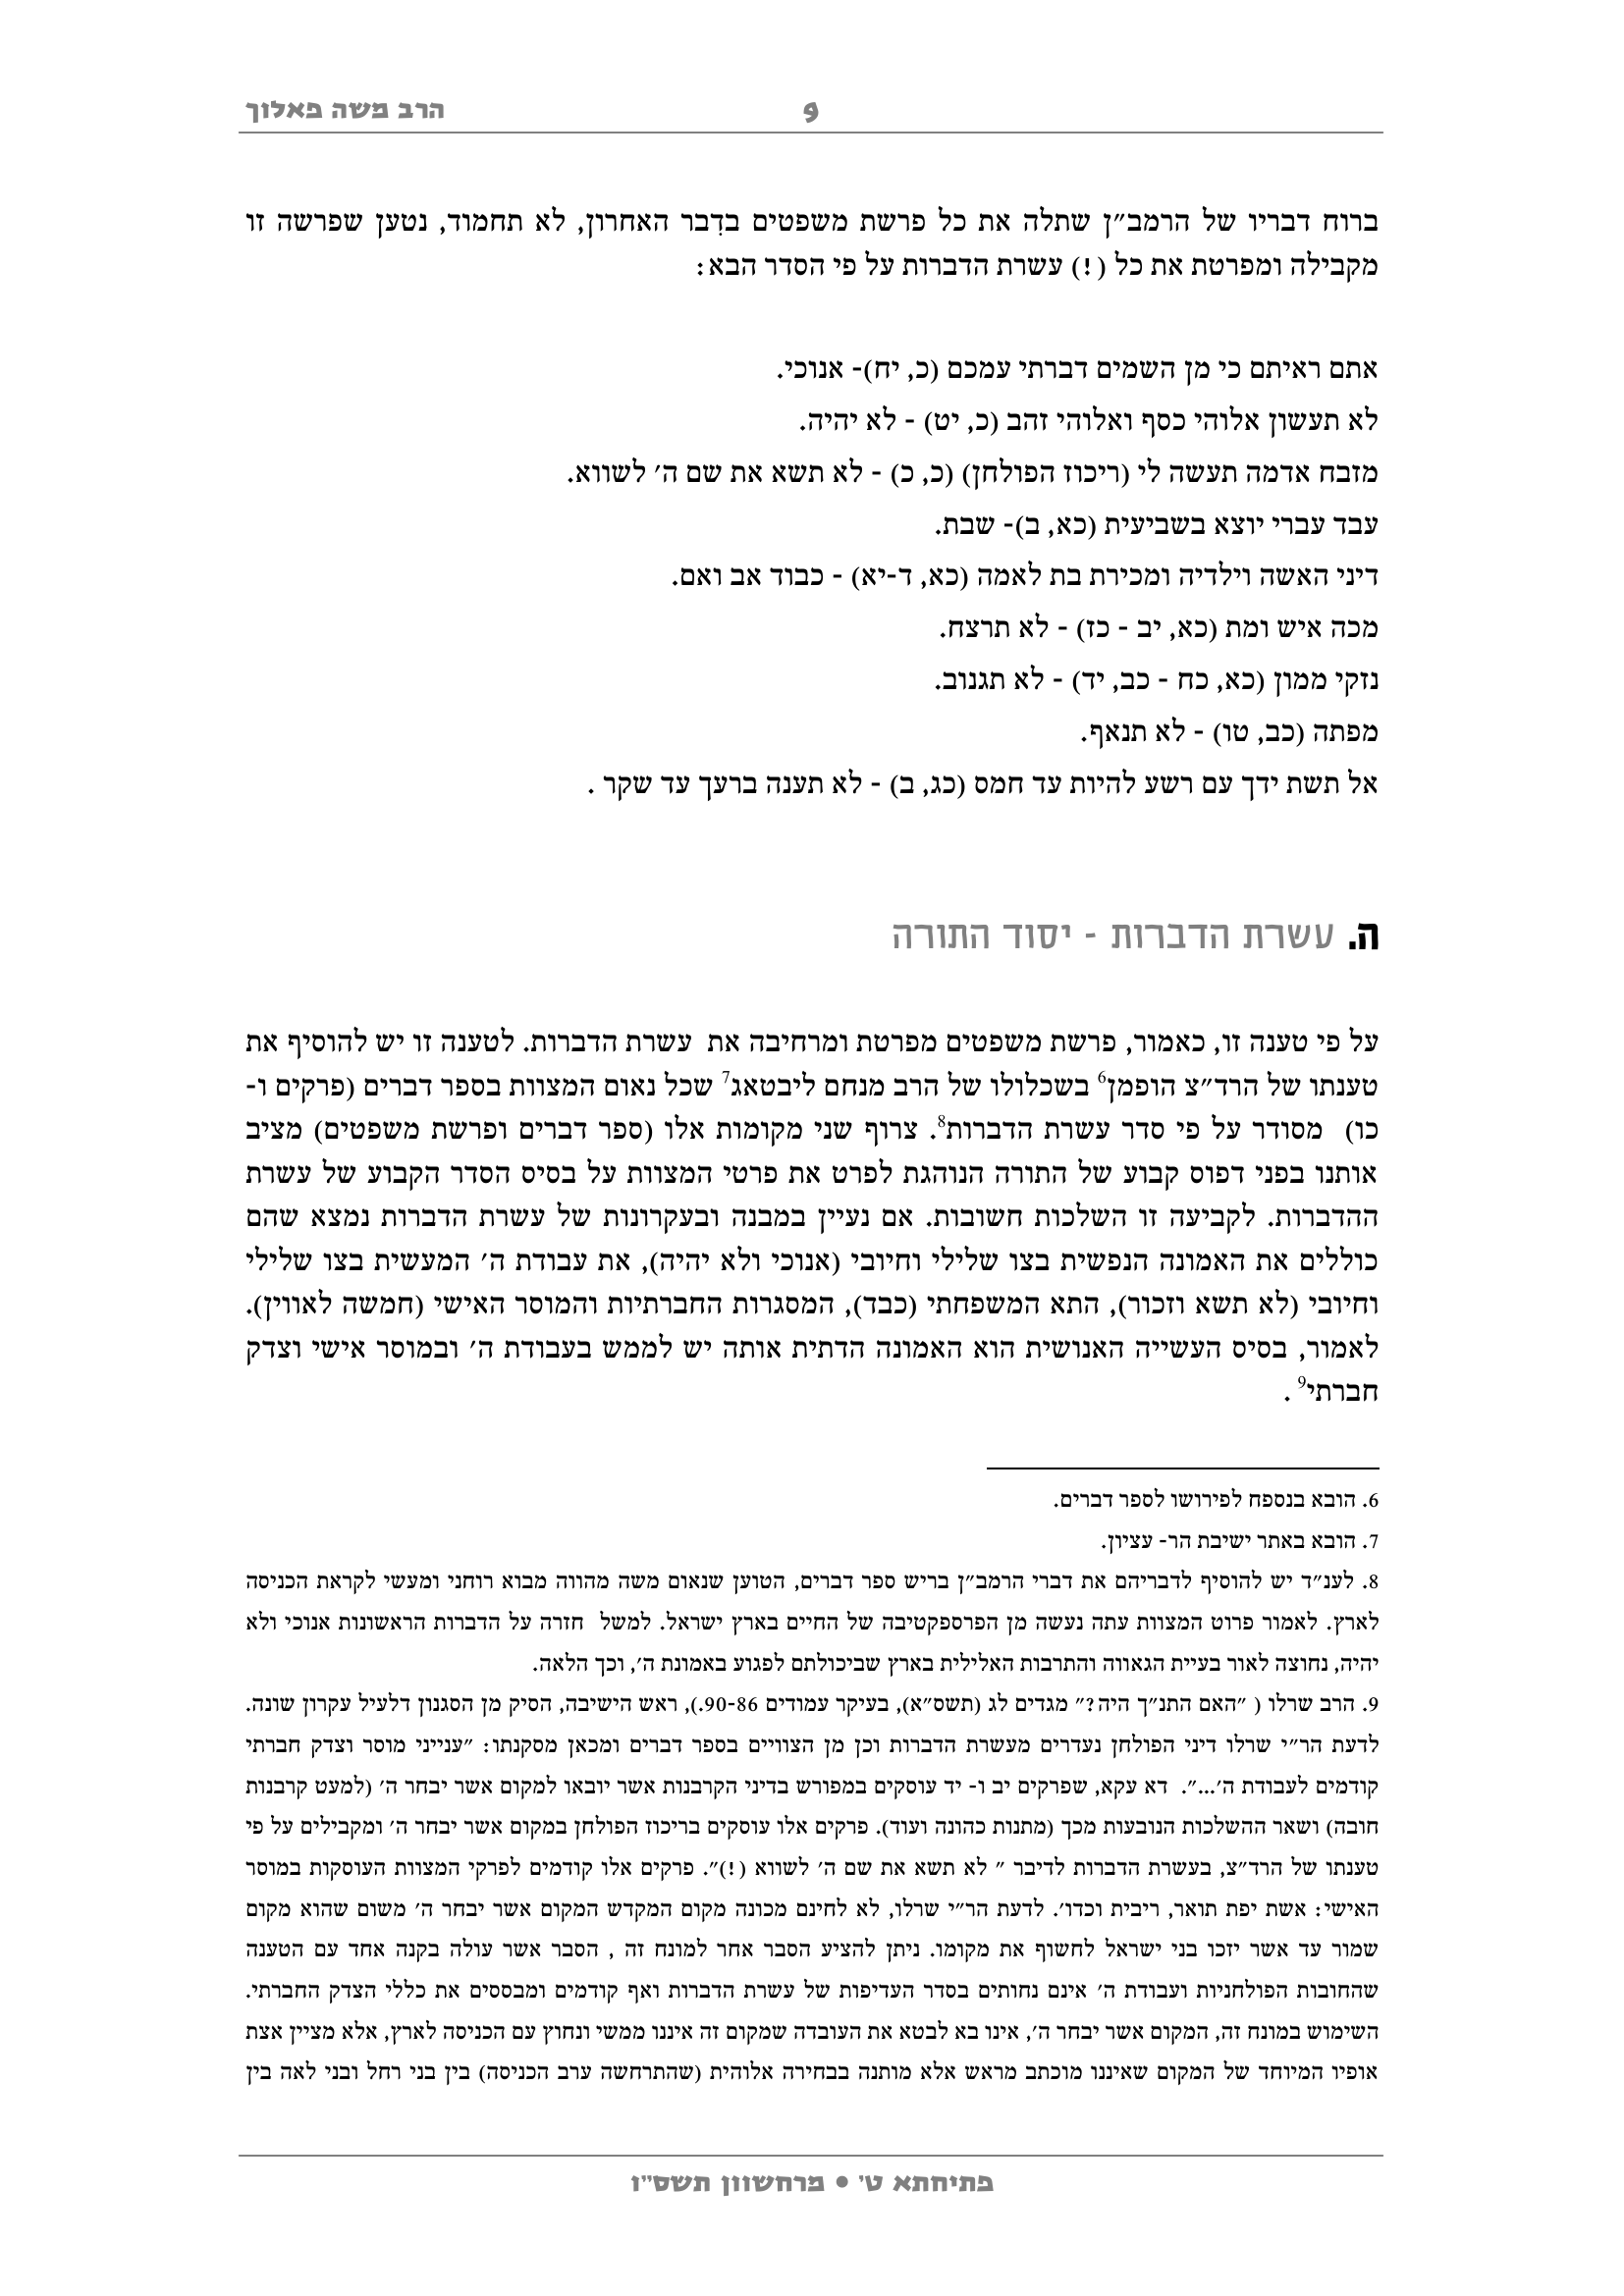 הרב משה פאלוך
9
ברוח דבריו של הרמב״ן שתלה את כל פרשת משפטים בדִבר האחרון, לא תחמוד, נטען שפרשה זו
מקבילה ומפרטת את כל (!) עשרת הדברות על פי הסדר הבא:
אתם ראיתם כי מן השמים דברתי עמכם (כ, יח)- אנוכי.
לא תעשון אלוהי כסף ואלוהי זהב (כ, יט) - לא יהיה.
מזבח אדמה תעשה לי (ריכוז הפולחן) (כ, כ) - לא תשא את שם ה׳ לשווא.
עבד עברי יוצא בשביעית (כא, ב)- שבת.
דיני האשה וילדיה ומכירת בת לאמה (כא, ד-יא) - כבוד אב ואם.
מכה איש ומת (כא, יב - כז) - לא תרצח.
נזקי ממון (כא, כח - כב, יד) - לא תגנוב.
מפתה (כב, טו) - לא תנאף.
אל תשת ידך עם רשע להיות עד חמס (כג, ב) - לא תענה ברעך עד שקר .
ה. עשרת הדברות - יסוד התורה
על פי טענה זו, כאמור, פרשת משפטים מפרטת ומרחיבה את עשרת הדברות. לטענה זו יש להוסיף את
טענתו של הרד״צ הופמן6 בשכלולו של הרב מנחם ליבטאג7 שכל נאום המצוות בספר דברים (פרקים ו-
כו) מסודר על פי סדר עשרת הדברות8. צרוף שני מקומות אלו (ספר דברים ופרשת משפטים) מציב
אותנו בפני דפוס קבוע של התורה הנוהגת לפרט את פרטי המצוות על בסיס הסדר הקבוע של עשרת
ההדברות. לקביעה זו השלכות חשובות. אם נעיין במבנה ובעקרונות של עשרת הדברות נמצא שהם
כוללים את האמונה הנפשית בצו שלילי וחיובי (אנוכי ולא יהיה), את עבודת ה׳ המעשית בצו שלילי
וחיובי (לא תשא וזכור), התא המשפחתי (כבד), המסגרות החברתיות והמוסר האישי (חמשה לאווין).
לאמור, בסיס העשייה האנושית הוא האמונה הדתית אותה יש לממש בעבודת ה׳ ובמוסר אישי וצדק
חברתי9 .
6. הובא בנספח לפירושו לספר דברים.
7. הובא באתר ישיבת הר- עציון.
8. לענ״ד יש להוסיף לדבריהם את דברי הרמב״ן בריש ספר דברים, הטוען שנאום משה מהווה מבוא רוחני ומעשי לקראת הכניסה
לארץ. לאמור פרוט המצוות עתה נעשה מן הפרספקטיבה של החיים בארץ ישראל. למשל חזרה על הדברות הראשונות אנוכי ולא
יהיה, נחוצה לאור בעיית הגאווה והתרבות האלילית בארץ שביכולתם לפגוע באמונת ה׳, וכך הלאה.
9. הרב שרלו ( ״האם התנ״ך היה?״ מגדים לג (תשס״א), בעיקר עמודים 90-86.), ראש הישיבה, הסיק מן הסגנון דלעיל עקרון שונה.
לדעת הר״י שרלו דיני הפולחן נעדרים מעשרת הדברות וכן מן הצוויים בספר דברים ומכאן מסקנתו: ״ענייני מוסר וצדק חברתי
קודמים לעבודת ה׳...״. דא עקא, שפרקים יב ו- יד עוסקים במפורש בדיני הקרבנות אשר יובאו למקום אשר יבחר ה׳ (למעט קרבנות
חובה) ושאר ההשלכות הנובעות מכך (מתנות כהונה ועוד). פרקים אלו עוסקים בריכוז הפולחן במקום אשר יבחר ה׳ ומקבילים על פי
טענתו של הרד״צ, בעשרת הדברות לדיבר ״ לא תשא את שם ה׳ לשווא (!)״. פרקים אלו קודמים לפרקי המצוות העוסקות במוסר
האישי: אשת יפת תואר, ריבית וכדו׳. לדעת הר״י שרלו, לא לחינם מכונה מקום המקדש המקום אשר יבחר ה׳ משום שהוא מקום
שמור עד אשר יזכו בני ישראל לחשוף את מקומו. ניתן להציע הסבר אחר למונח זה , הסבר אשר עולה בקנה אחד עם הטענה
שהחובות הפולחניות ועבודת ה׳ אינם נחותים בסדר העדיפות של עשרת הדברות ואף קודמים ומבססים את כללי הצדק החברתי.
השימוש במונח זה, המקום אשר יבחר ה׳, אינו בא לבטא את העובדה שמקום זה איננו ממשי ונחוץ עם הכניסה לארץ, אלא מציין אצת
אופיו המיוחד של המקום שאיננו מוכתב מראש אלא מותנה בבחירה אלוהית (שהתרחשה ערב הכניסה) בין בני רחל ובני לאה בין
פתיחתא ט׳ • מרחשוון תשס״ו